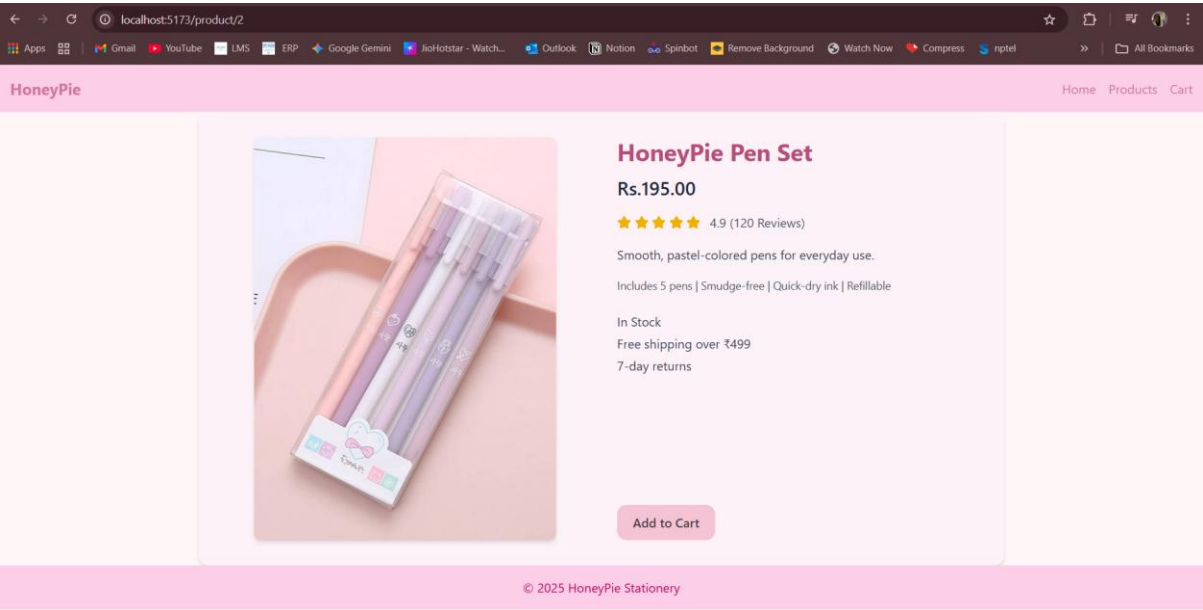 localhost:5173/product/2
Apps Gmail YouTube LMS ERP Google Gemini JioHotstar - Watch... Outlook Notion Spinbot Remove Background Watch Now Compress nptel » All Bookmarks
HoneyPie Home Products Cart
HoneyPie Pen Set
Rs.195.00
4.9 (120 Reviews)
Smooth, pastel-colored pens for everyday use.
Includes 5 pens | Smudge-free | Quick-dry ink | Refillable
In Stock
Free shipping over ₹499
7-day returns
Add to Cart
© 2025 HoneyPie Stationery